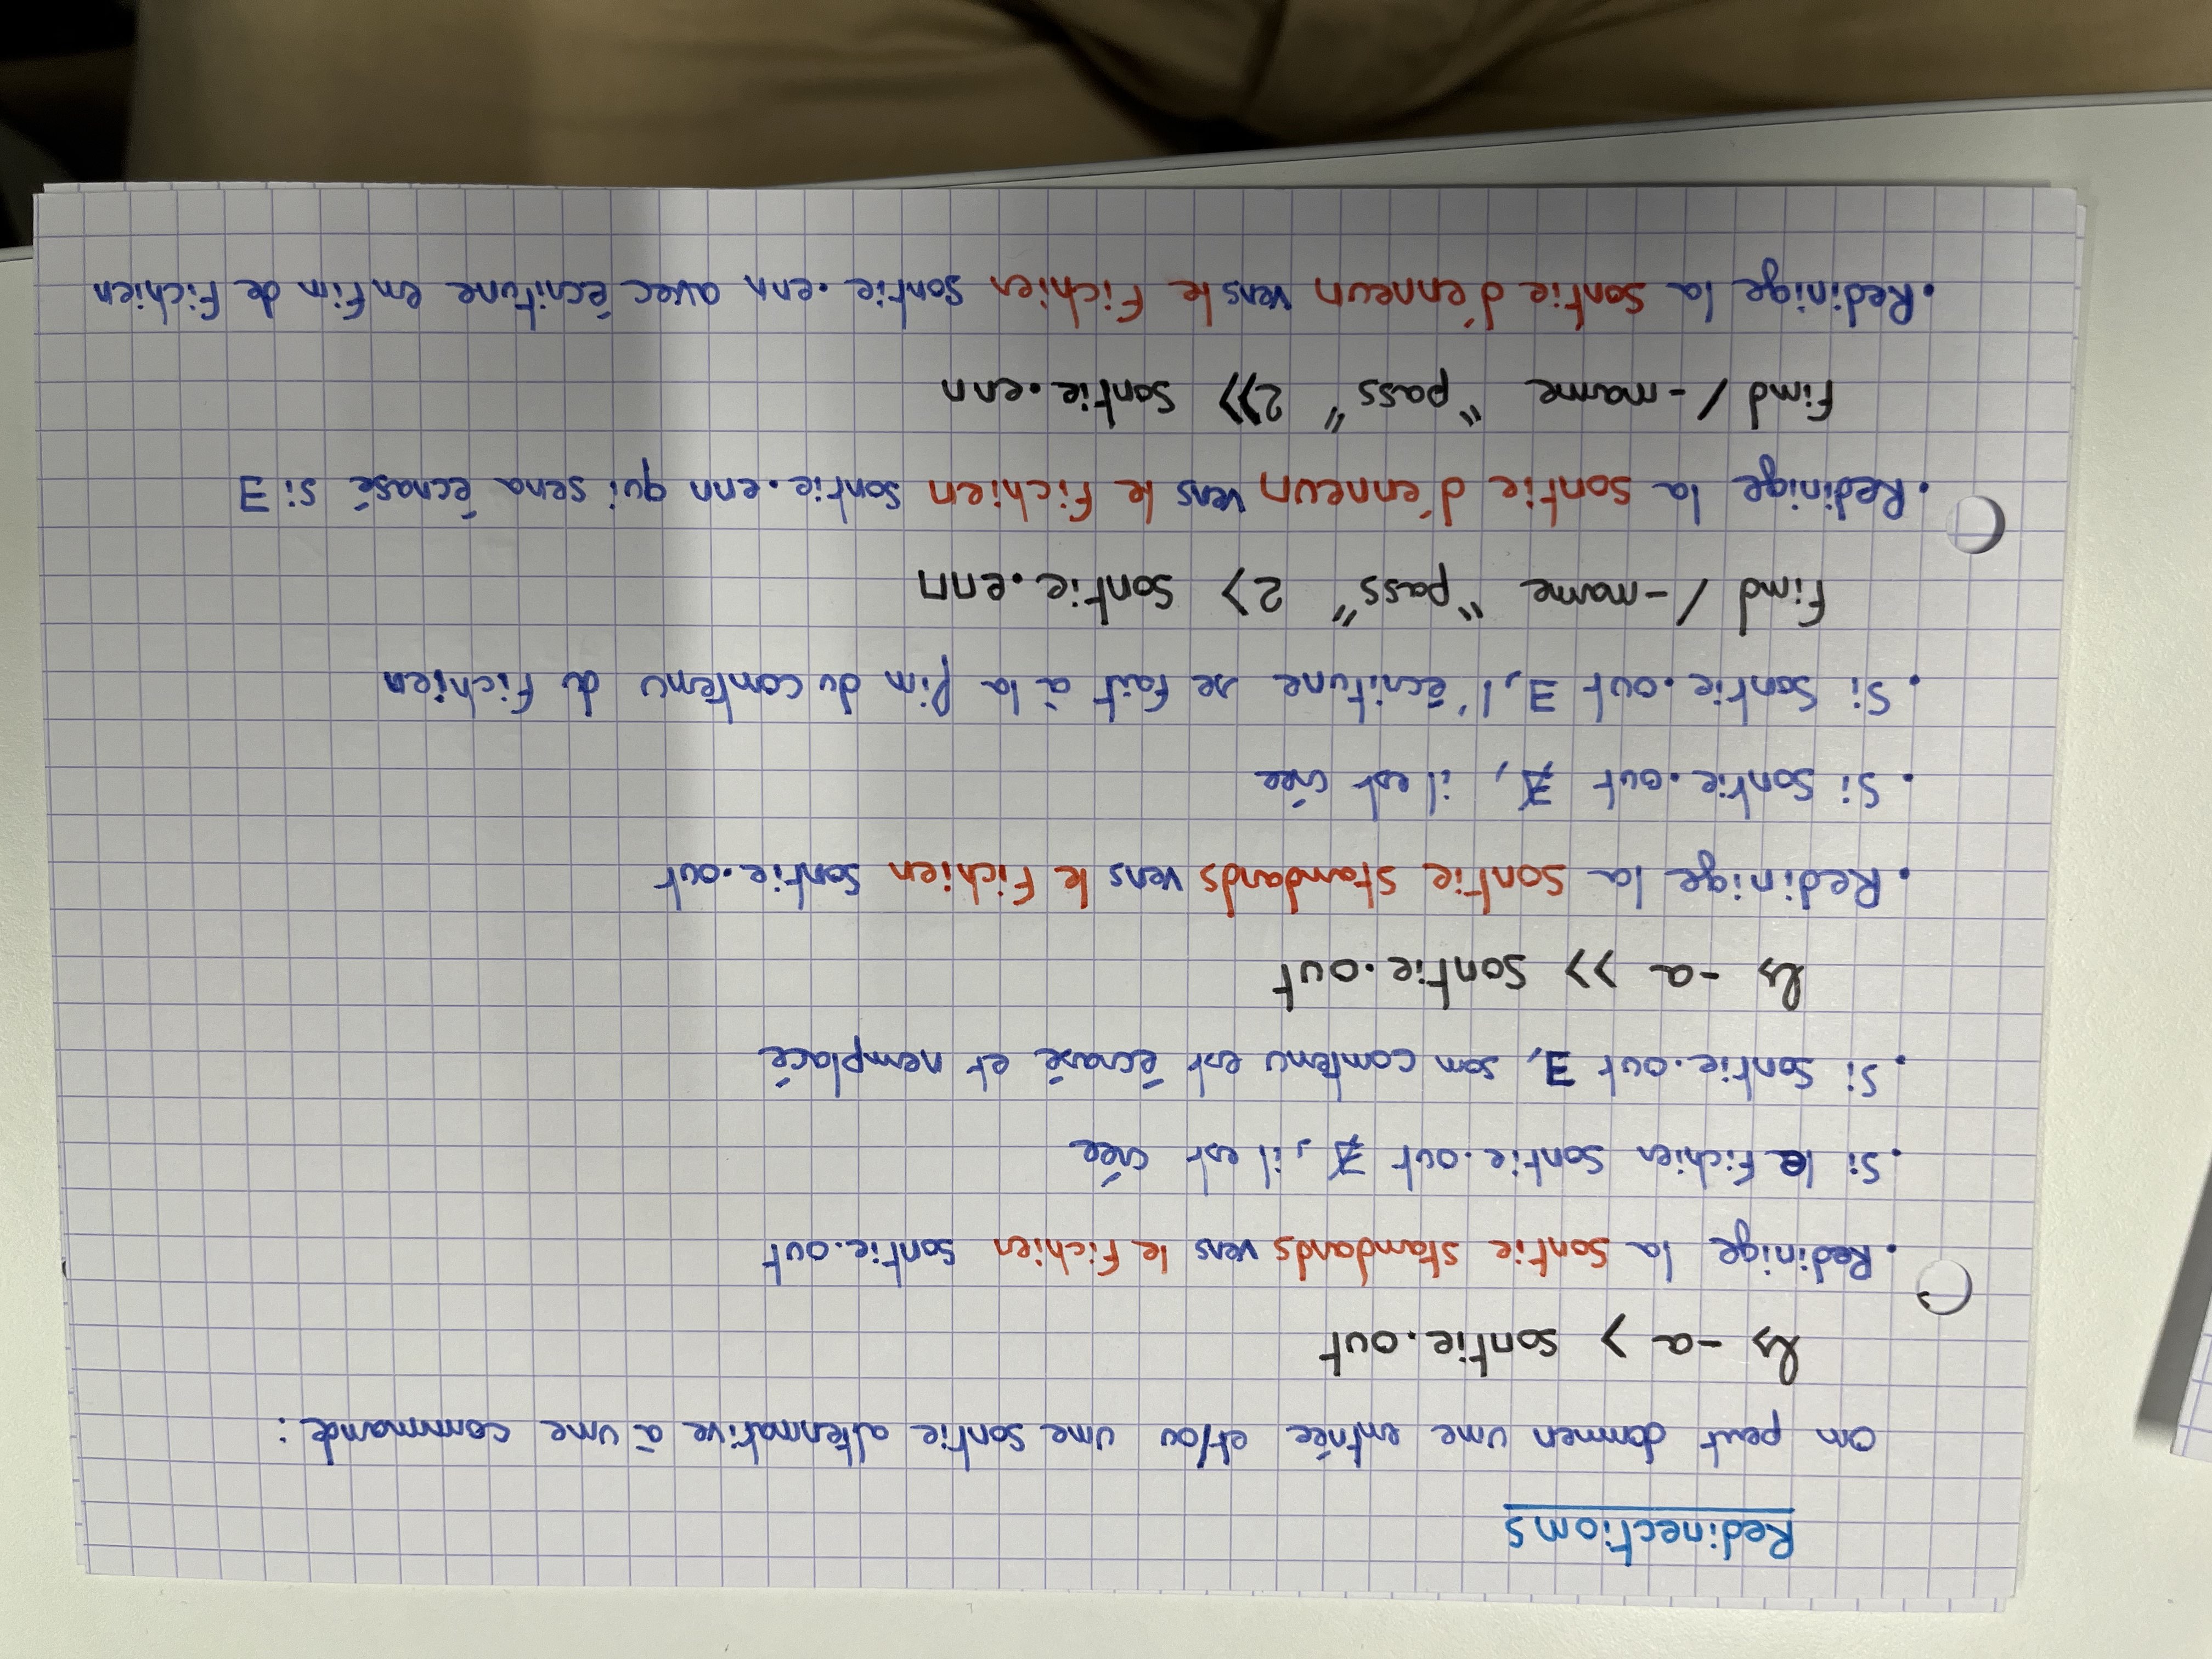 Redirections
on peut donner une entrée et/ou une sortie alternative à une commande :
ls -a > sortie.out
. Redirige la sortie standards vers le fichier sortie.out
. Si le fichier sortie.out ∄, il est crée
. Si sortie.out ∃, son contenu est écrasé et remplacé
ls -a >> sortie.out
. Redirige la sortie standards vers le fichier sortie.out
. Si sortie.out ∄, il est crée
. Si sortie.out ∃, l'écriture se fait à la fin du contenu du fichier
find / -name "pass" 2> sortie.err
. Redirige la sortie d'erreur vers le fichier sortie.err qui sera écrasé si ∃
find / -name "pass" 2>> sortie.err
. Redirige la sortie d'erreur vers le fichier sortie.err avec écriture en fin de fichier